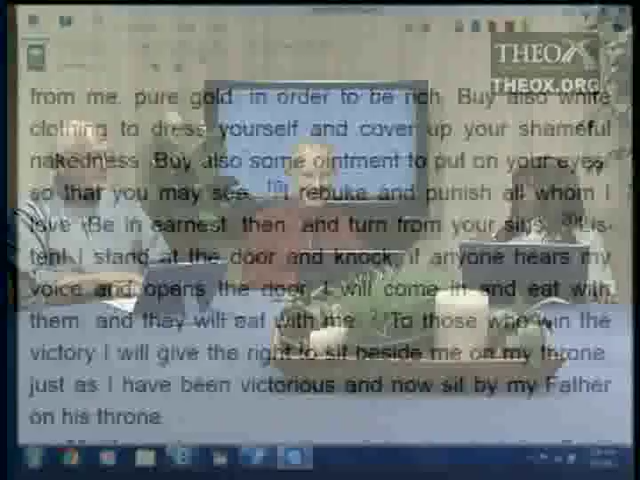 THEOX
THEOX.ORG
from me, pure gold, in order to be rich. Buy also white
clothing to dress yourself and cover up your shameful
nakedness. Buy also some ointment to put on your eyes,
so that you may see. 19 I rebuke and punish all whom I
love. Be in earnest, then, and turn from your sins. 20 Lis-
ten! I stand at the door and knock; if anyone hears my
voice and opens the door, I will come in and eat with
them, and they will eat with me. 21 To those who win the
victory I will give the right to sit beside me on my throne,
just as I have been victorious and now sit by my Father
on his throne.